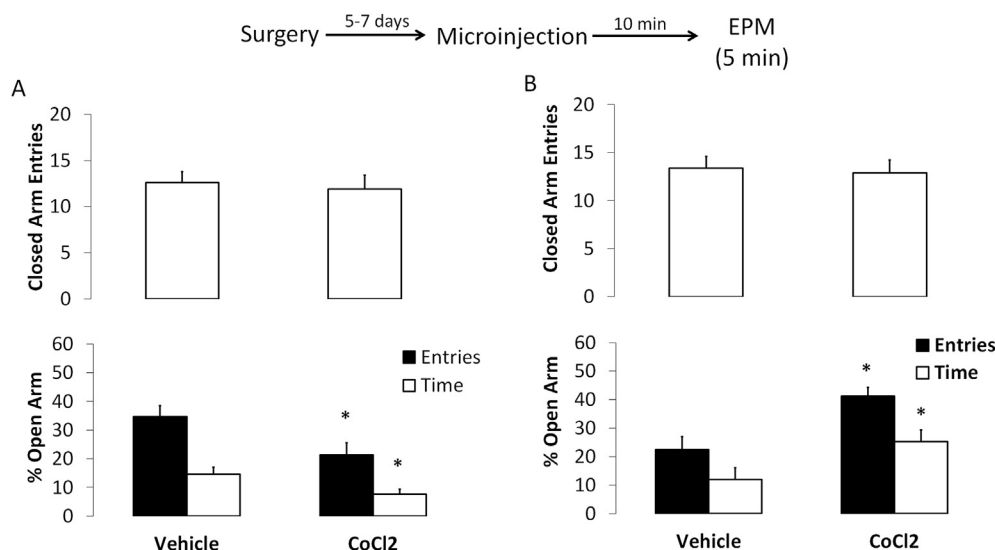 Surgery 5-7 days Microinjection 10 min EPM
(5 min)
A
Closed Arm Entries
20
15
10
5
0
% Open Arm
60
50
40
30
20
10
0
Entries
Time
*
*
Vehicle CoCl2
B
Closed Arm Entries
20
15
10
5
0
% Open Arm
60
50
40
30
20
10
0
Entries
Time
*
*
Vehicle CoCl2